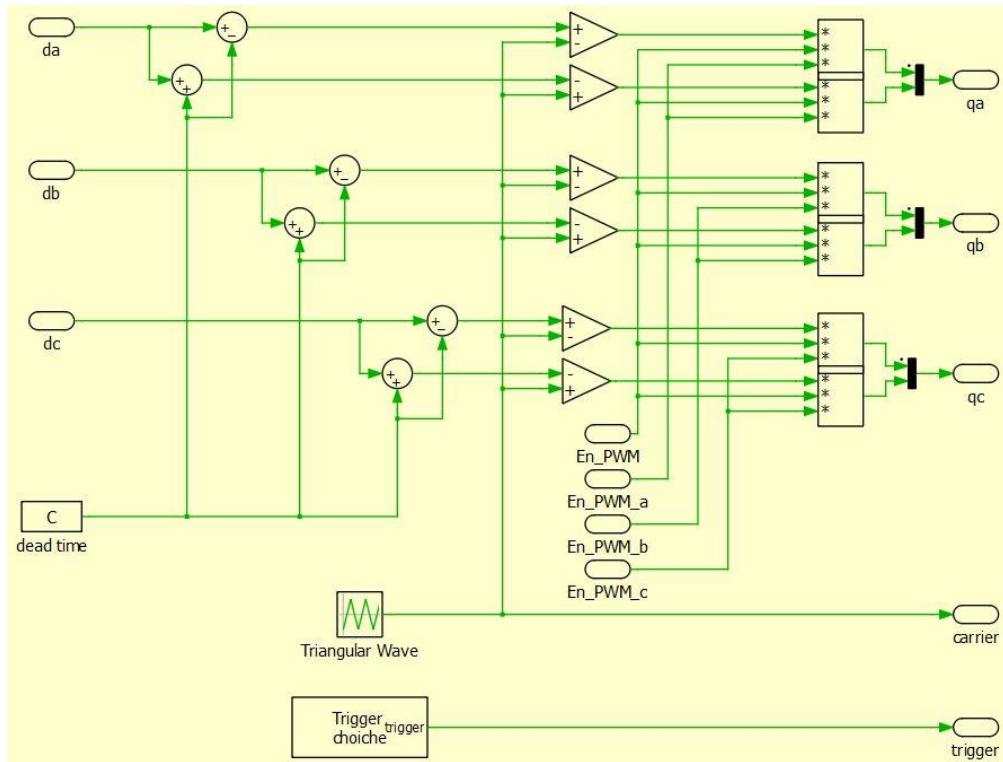 da
qa
db
qb
dc
qc
En_PWM
En_PWM_a
C
dead time
En_PWM_b
En_PWM_c
Triangular Wave
carrier
Trigger
choiche
trigger
trigger